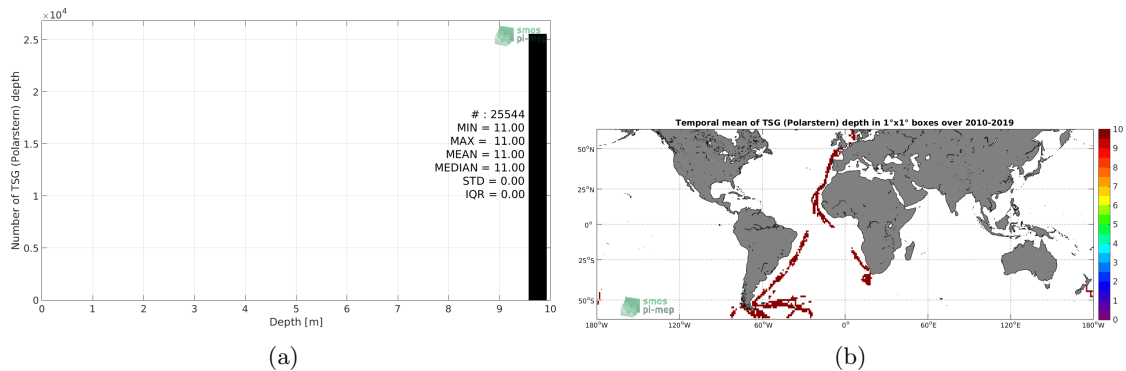 ×10⁴
2.5
2
1.5
1
0.5
0
Number of TSG (Polarstern) depth
smos
pi-mep
# : 25544
MIN = 11.00
MAX = 11.00
MEAN = 11.00
MEDIAN = 11.00
STD = 0.00
IQR = 0.00
0 1 2 3 4 5 6 7 8 9 10
Depth [m]
(a)
Temporal mean of TSG (Polarstern) depth in 1°x1° boxes over 2010-2019
50°N
25°N
0°
25°S
50°S
smos
pi-mep
180°W 120°W 60°W 0° 60°E 120°E 180°W
10
9
8
7
6
5
4
3
2
1
0
(b)